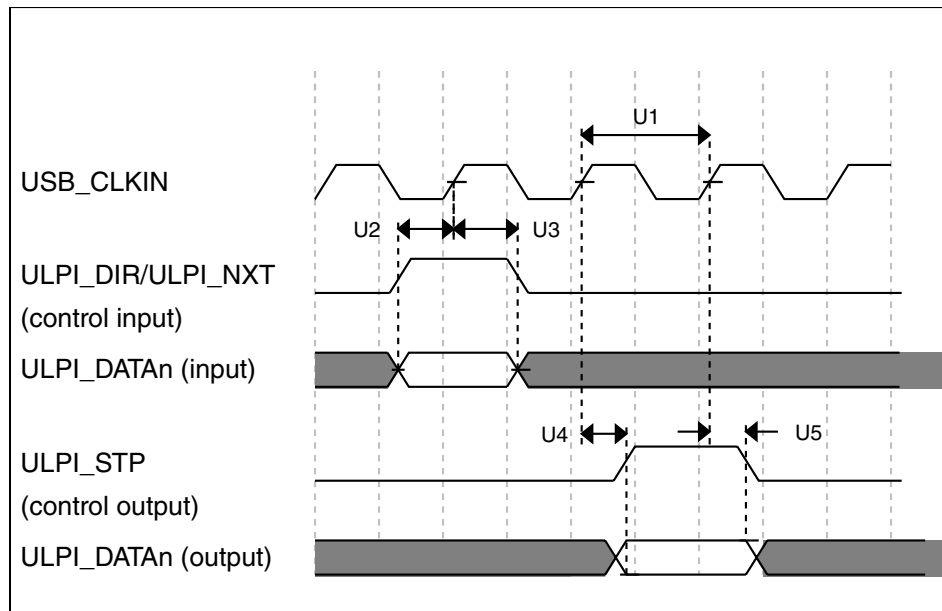 U1
USB_CLKIN
U2
U3
ULPI_DIR/ULPI_NXT
(control input)
ULPI_DATAn (input)
U4
U5
ULPI_STP
(control output)
ULPI_DATAn (output)